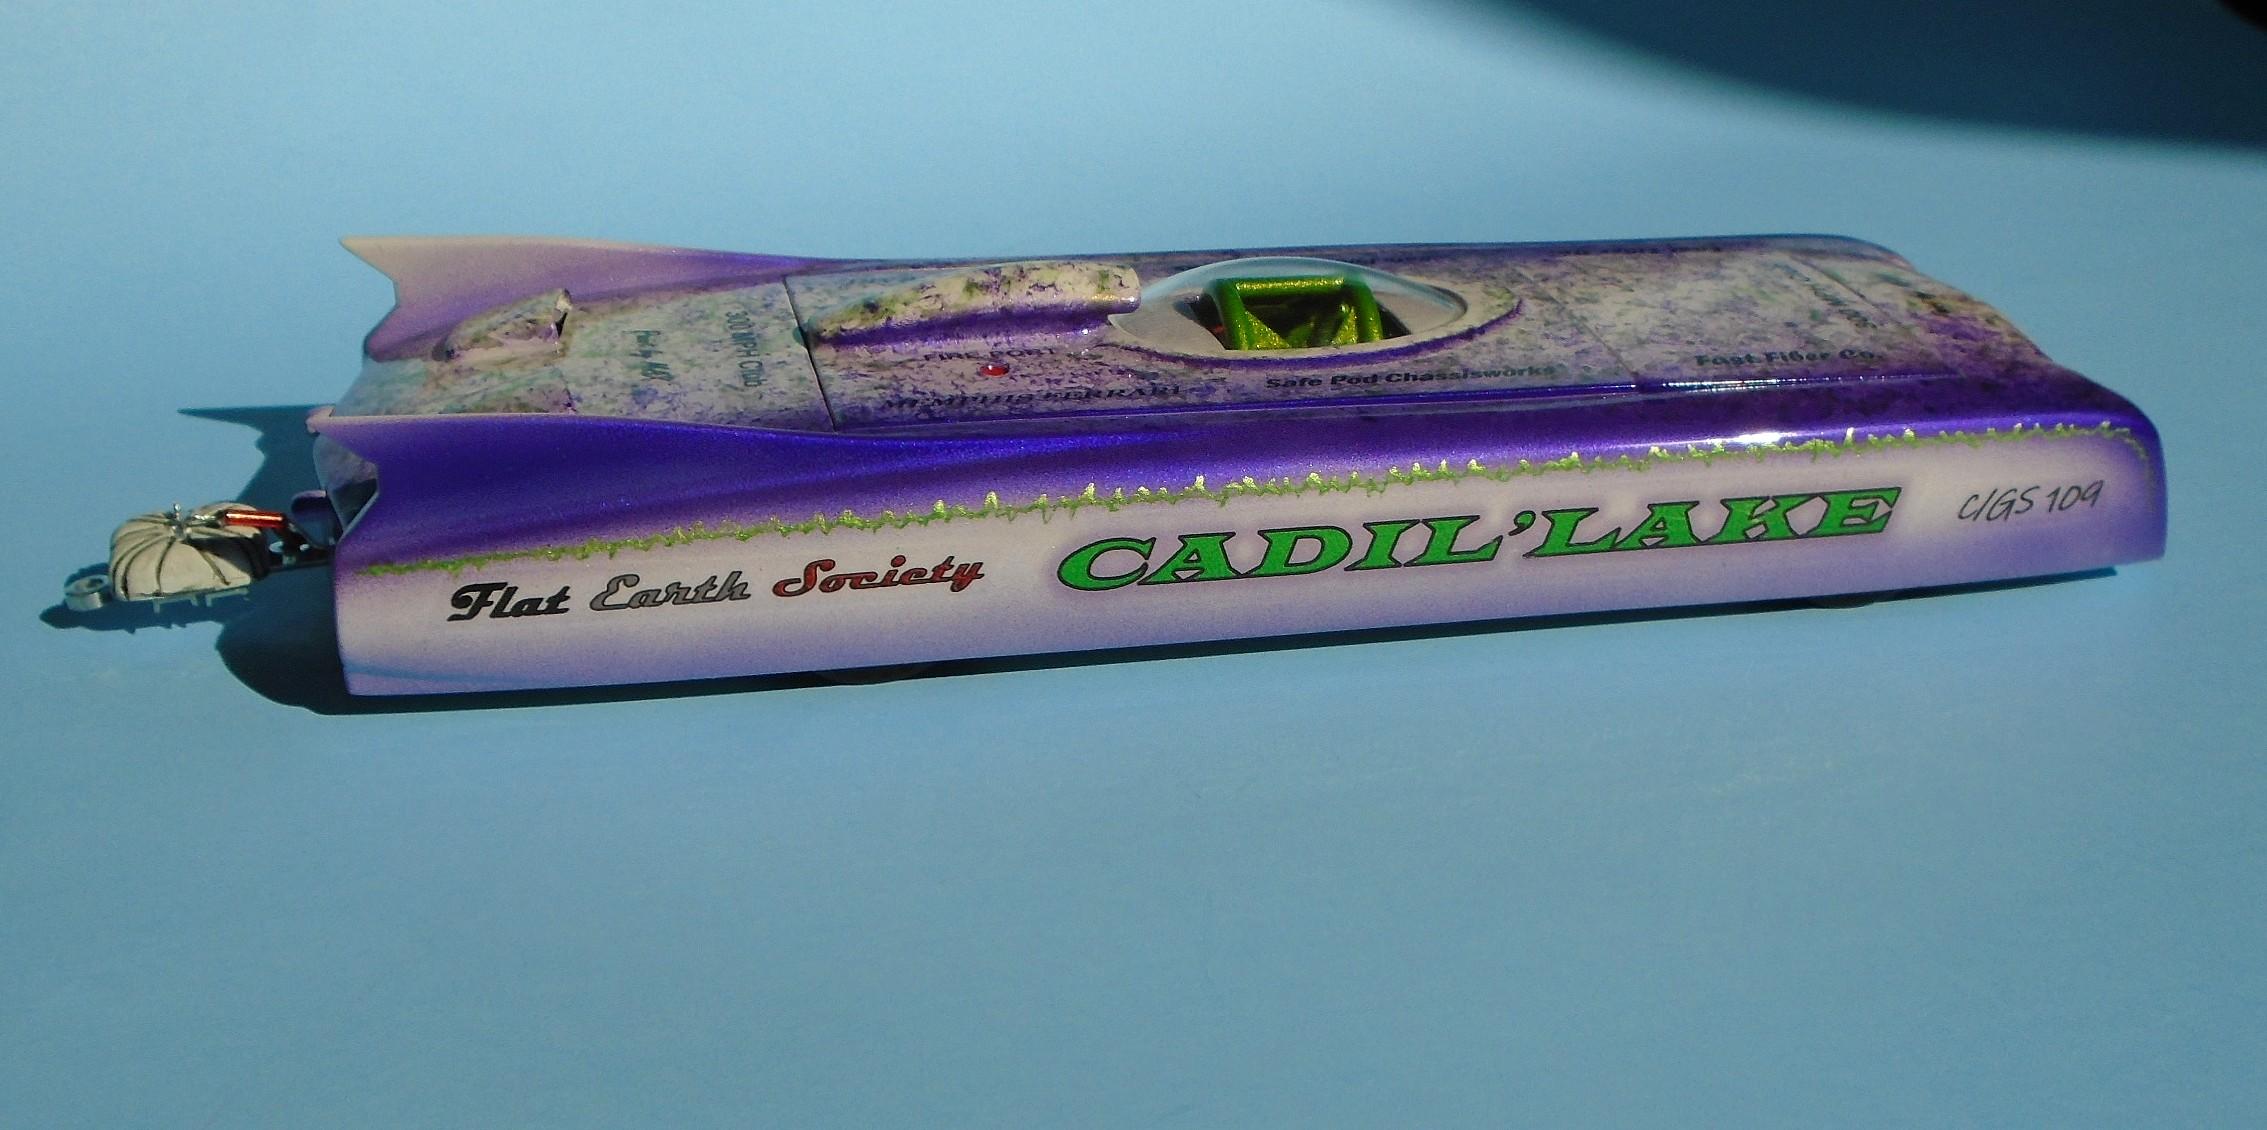 300 MPH Club
FIRE PORT
MEMPHIS FERRARI
Safe Pod Chassisworks
Fast Fiber Co.
Flat Earth Society
CADIL'LAKE
C/GS 109